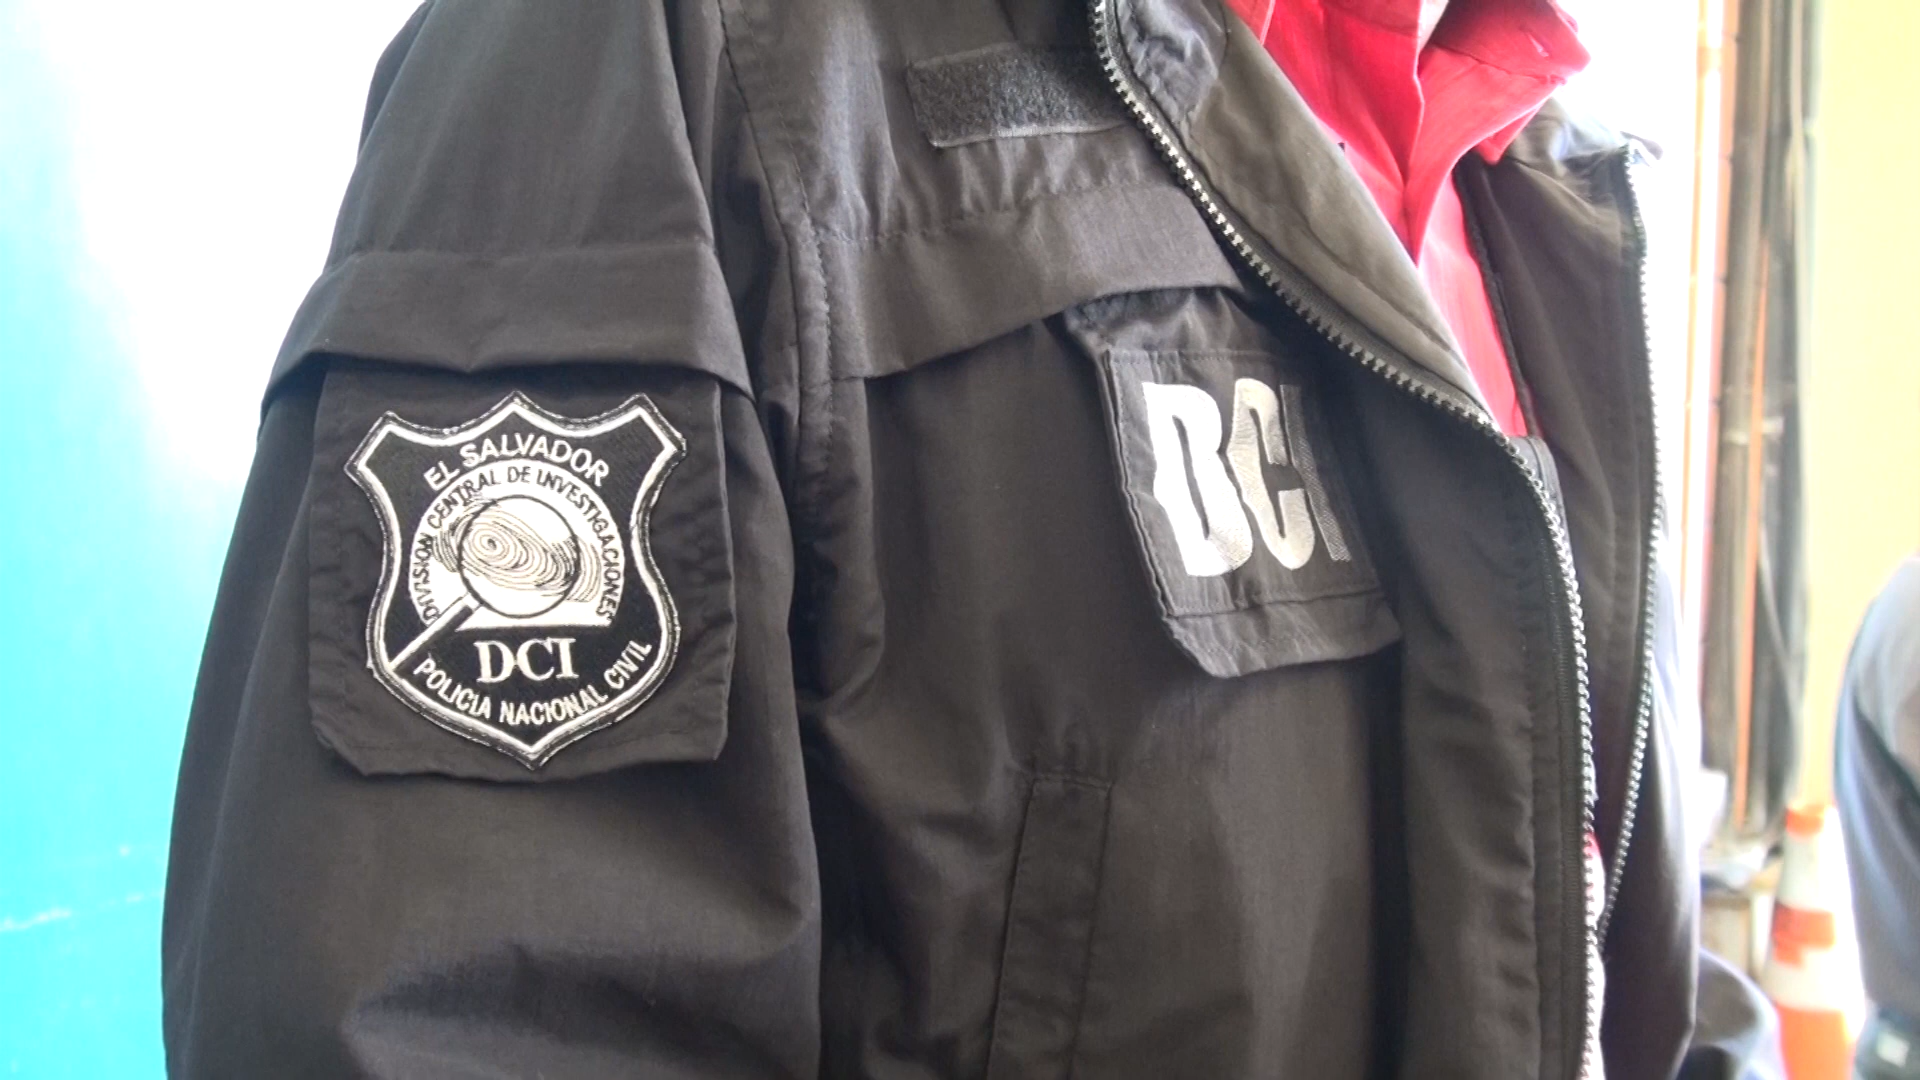 EL SALVADOR
DIVISION CENTRAL DE INVESTIGACIONES
DCI
POLICIA NACIONAL CIVIL
DCI